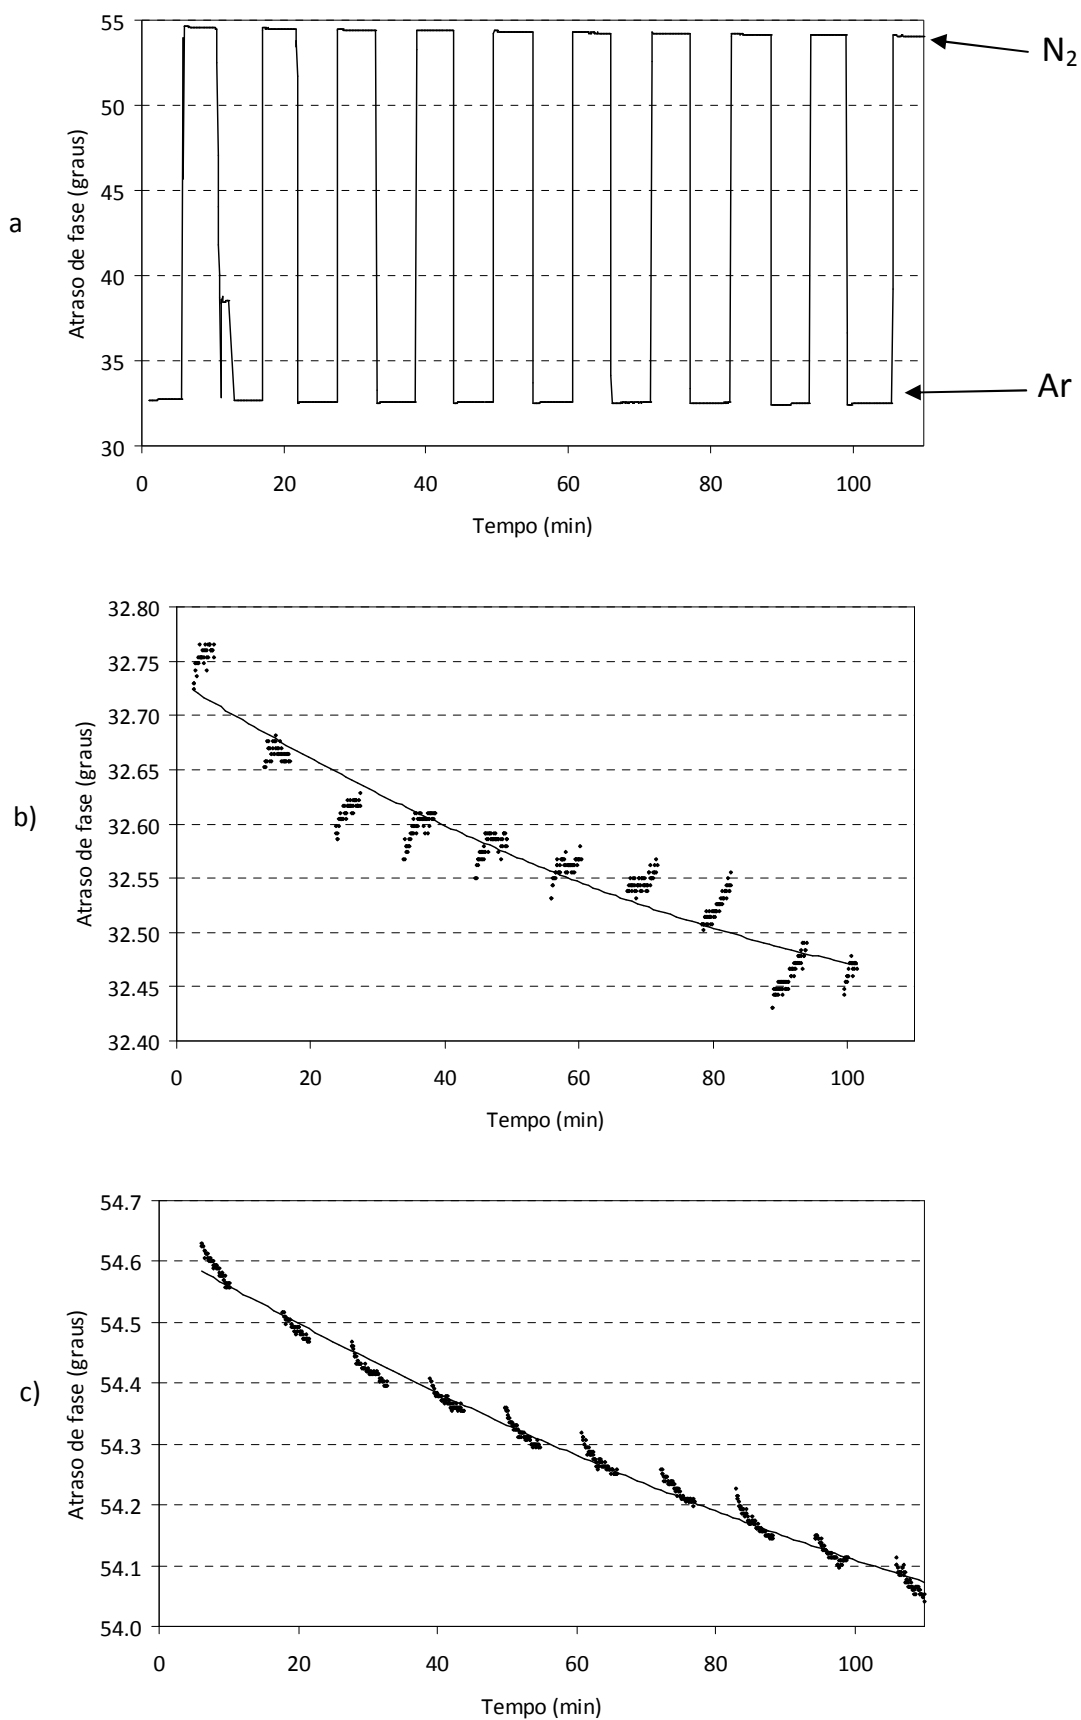 55
50
45
40
35
30
Atraso de fase (graus)
a
N2
Ar
0 20 40 60 80 100
Tempo (min)
32.80
32.75
32.70
32.65
32.60
32.55
32.50
32.45
32.40
Atraso de fase (graus)
b)
0 20 40 60 80 100
Tempo (min)
54.7
54.6
54.5
54.4
54.3
54.2
54.1
54.0
Atraso de fase (graus)
c)
0 20 40 60 80 100
Tempo (min)